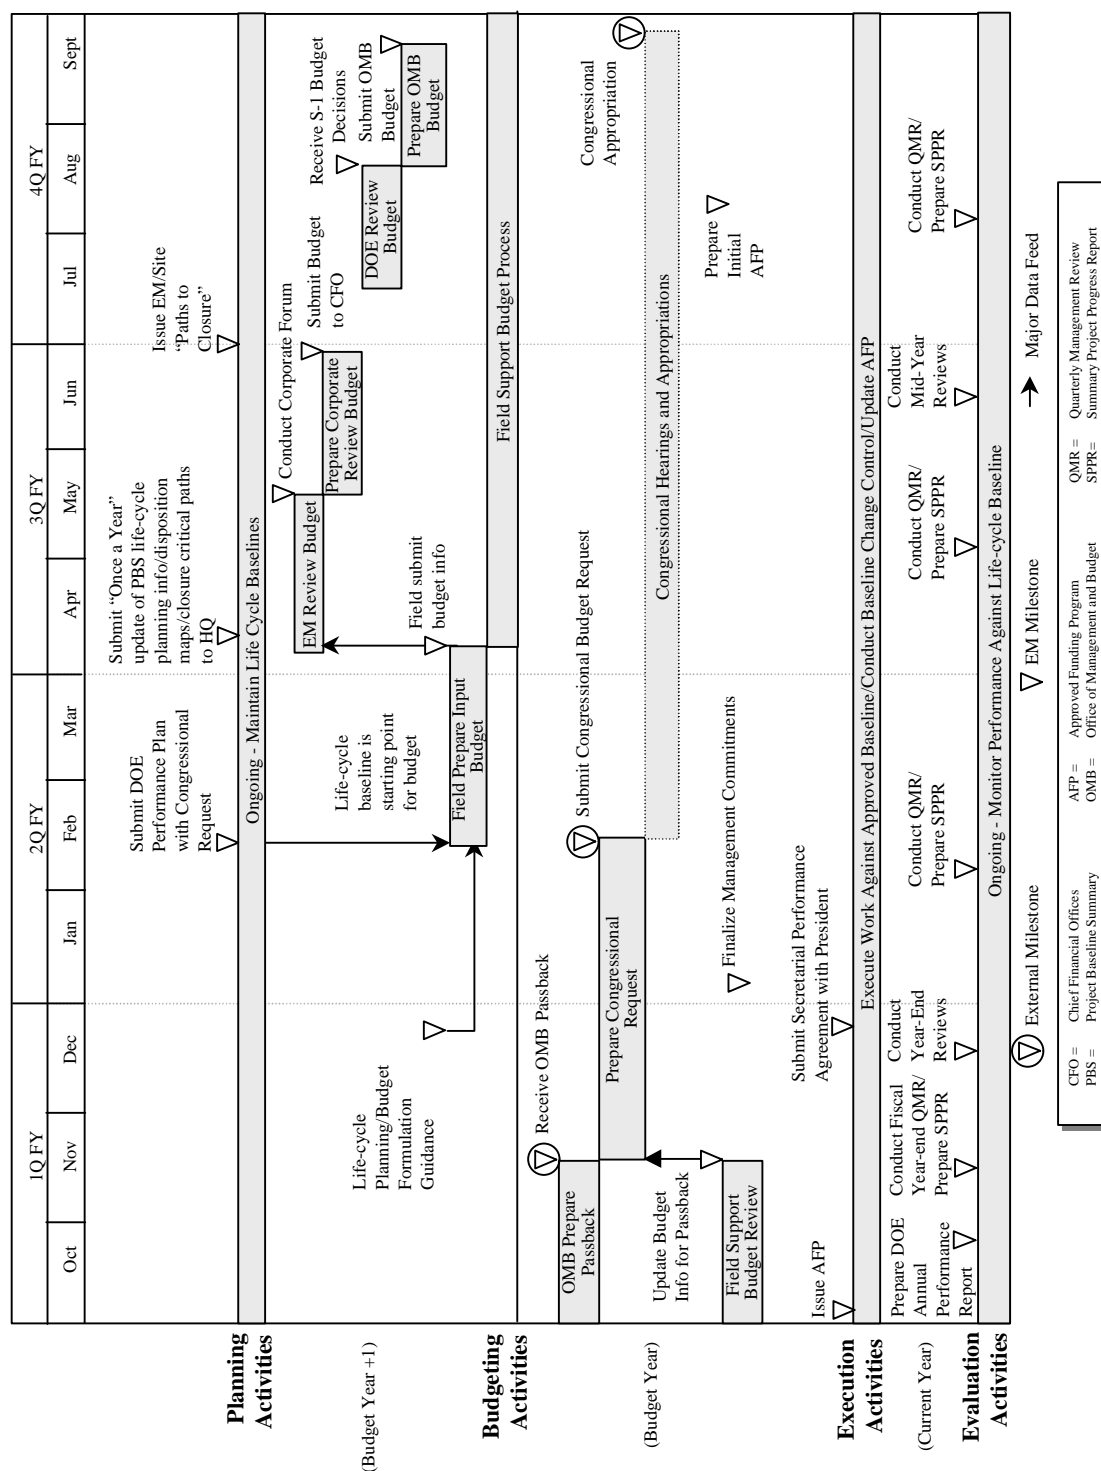 1Q FY
2Q FY
3Q FY
4Q FY
Oct
Nov
Dec
Jan
Feb
Mar
Apr
May
Jun
Jul
Aug
Sept
Planning
Activities
Submit DOE
Performance Plan
with Congressional
Request
Submit “Once a Year”
update of PBS life-cycle
planning info/disposition
maps/closure critical paths
to HQ
Issue EM/Site
“Paths to
Closure”
Ongoing - Maintain Life Cycle Baselines
(Budget Year +1)
Life-cycle
Planning/Budget
Formulation
Guidance
Life-cycle
baseline is
starting point
for budget
Field Prepare Input
Budget
Field submit
budget info
EM Review Budget
Conduct Corporate Forum
Prepare Corporate
Review Budget
Submit Budget
to CFO
DOE Review
Budget
Receive S-1 Budget
Decisions
Submit OMB
Budget
Prepare OMB
Budget
Budgeting
Activities
Field Support Budget Process
(Budget Year)
OMB Prepare
Passback
Receive OMB Passback
Prepare Congressional
Request
Submit Congressional Budget Request
Congressional Hearings and Appropriations
Congressional
Appropriation
Update Budget
Info for Passback
Field Support
Budget Review
Finalize Management Commitments
Prepare
Initial
AFP
Execution
Activities
Issue AFP
Submit Secretarial Performance
Agreement with President
Execute Work Against Approved Baseline/Conduct Baseline Change Control/Update AFP
(Current Year)
Prepare DOE
Annual
Performance
Report
Conduct Fiscal
Year-end QMR/
Prepare SPPR
Conduct
Year-End
Reviews
Conduct QMR/
Prepare SPPR
Conduct QMR/
Prepare SPPR
Conduct
Mid-Year
Reviews
Conduct QMR/
Prepare SPPR
Evaluation
Activities
Ongoing - Monitor Performance Against Life-cycle Baseline
External Milestone
EM Milestone
Major Data Feed
CFO = Chief Financial Offices
PBS = Project Baseline Summary
AFP = Approved Funding Program
OMB = Office of Management and Budget
QMR = Quarterly Management Review
SPPR= Summary Project Progress Report